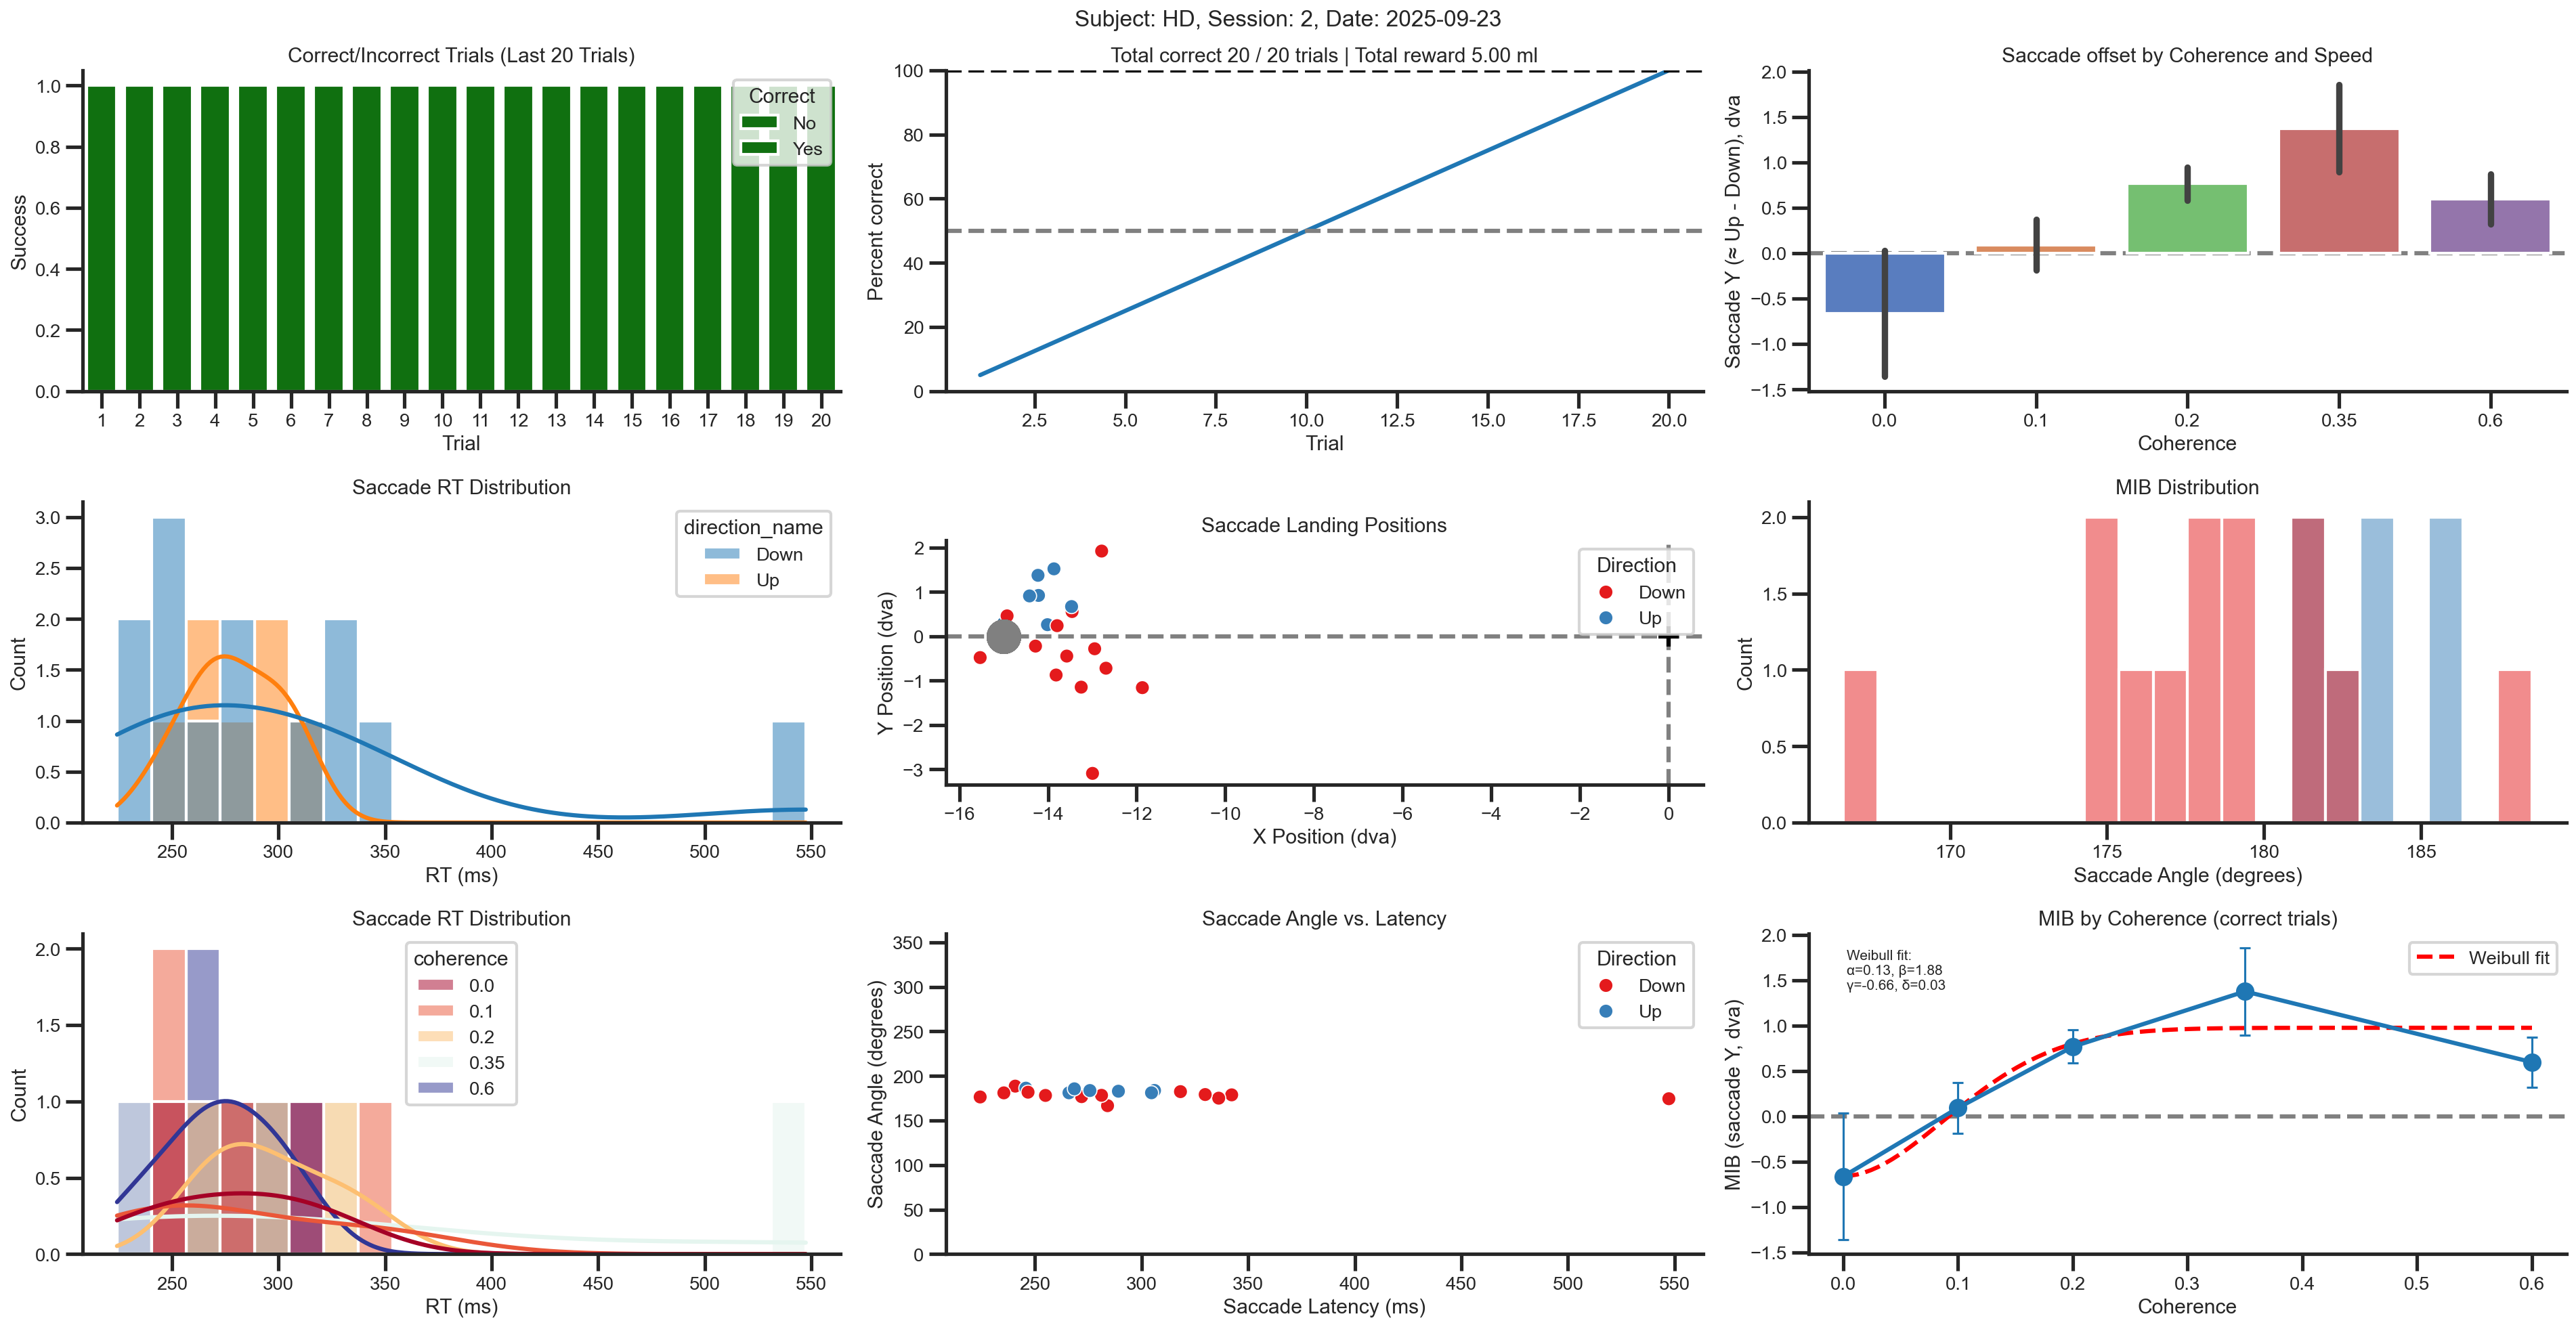 Subject: HD, Session: 2, Date: 2025-09-23
Correct/Incorrect Trials (Last 20 Trials)
Success
1.0
0.8
0.6
0.4
0.2
0.0
Correct
No
Yes
1 2 3 4 5 6 7 8 9 10 11 12 13 14 15 16 17 18 19 20
Trial
Total correct 20 / 20 trials | Total reward 5.00 ml
Percent correct
100
80
60
40
20
0
2.5 5.0 7.5 10.0 12.5 15.0 17.5 20.0
Trial
Saccade offset by Coherence and Speed
Saccade Y (≈ Up - Down), dva
2.0
1.5
1.0
0.5
0.0
−0.5
−1.0
−1.5
0.0 0.1 0.2 0.35 0.6
Coherence
Saccade RT Distribution
Count
3.0
2.5
2.0
1.5
1.0
0.5
0.0
direction_name
Down
Up
250 300 350 400 450 500 550
RT (ms)
Saccade Landing Positions
Y Position (dva)
2
1
0
−1
−2
−3
Direction
Down
Up
−16 −14 −12 −10 −8 −6 −4 −2 0
X Position (dva)
MIB Distribution
Count
2.0
1.5
1.0
0.5
0.0
170 175 180 185
Saccade Angle (degrees)
Saccade RT Distribution
Count
2.0
1.5
1.0
0.5
0.0
coherence
0.0
0.1
0.2
0.35
0.6
250 300 350 400 450 500 550
RT (ms)
Saccade Angle vs. Latency
Saccade Angle (degrees)
350
300
250
200
150
100
50
0
Direction
Down
Up
250 300 350 400 450 500 550
Saccade Latency (ms)
MIB by Coherence (correct trials)
MIB (saccade Y, dva)
2.0
1.5
1.0
0.5
0.0
−0.5
−1.0
−1.5
Weibull fit:
α=0.13, β=1.88
γ=-0.66, δ=0.03
Weibull fit
0.0 0.1 0.2 0.3 0.4 0.5 0.6
Coherence